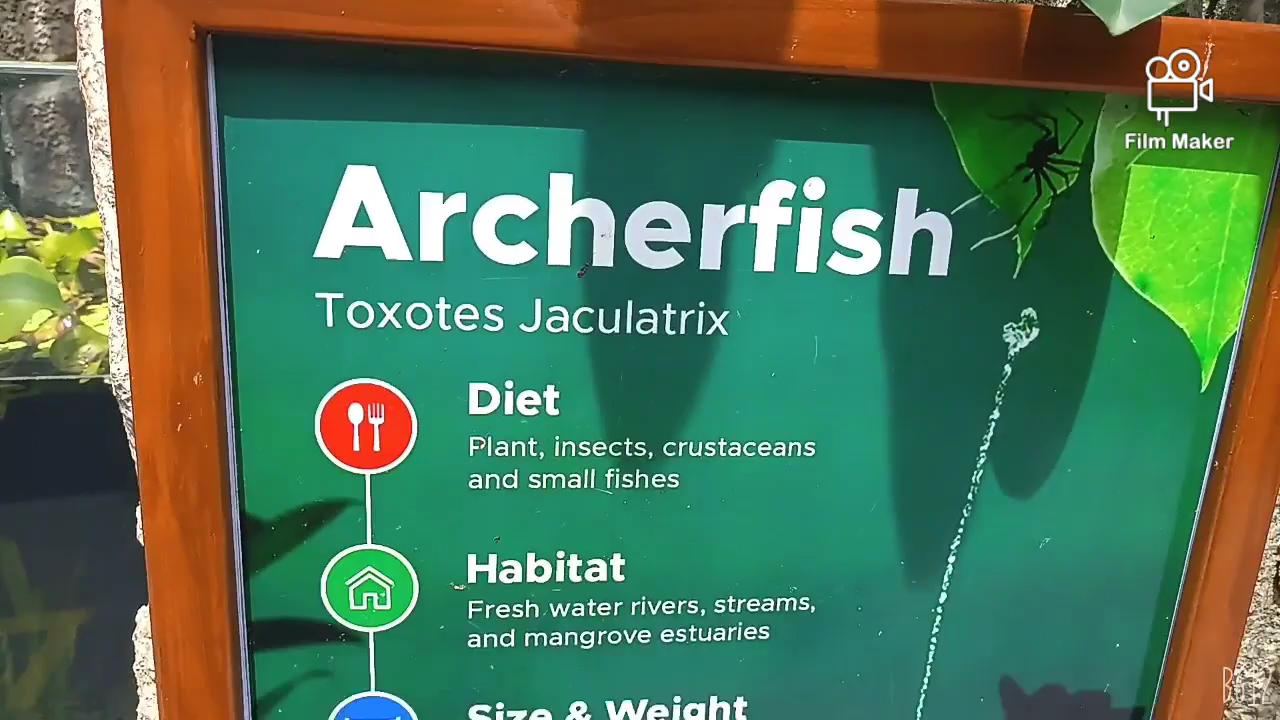 Film Maker
Archerfish
Toxotes Jaculatrix
Diet
Plant, insects, crustaceans
and small fishes
Habitat
Fresh water rivers, streams,
and mangrove estuaries
Size & Weight